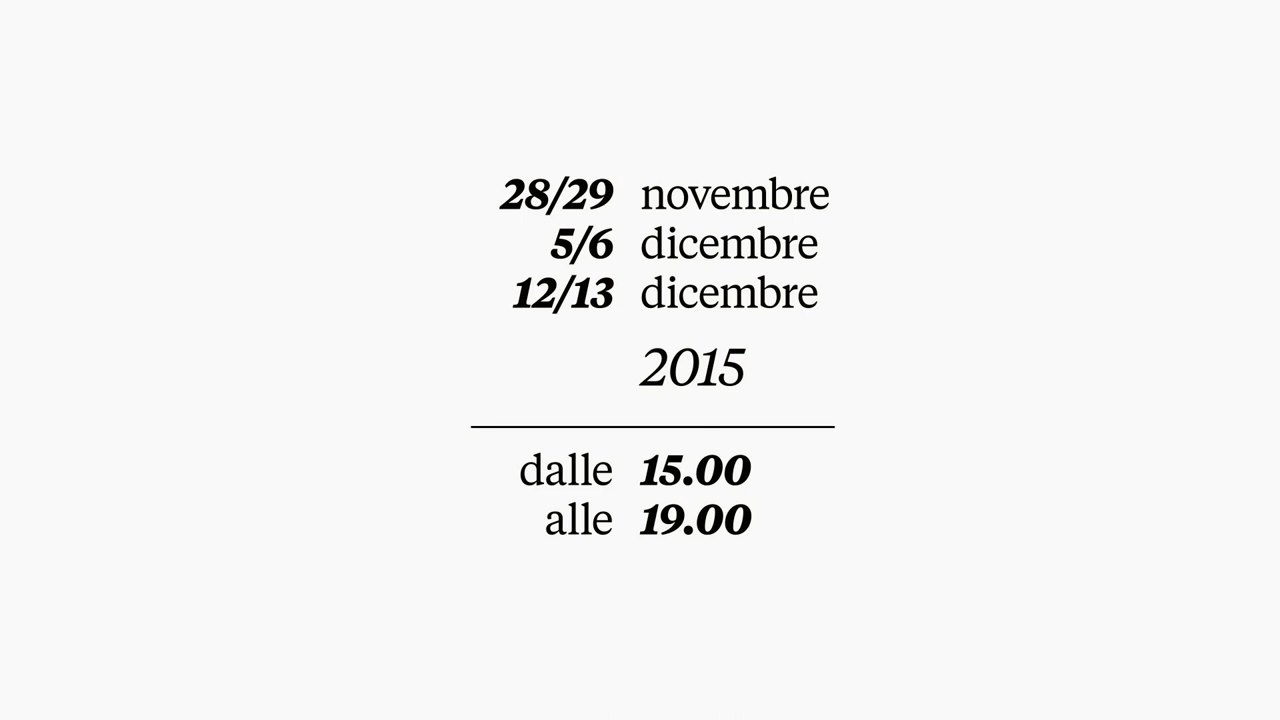 28/29 novembre
5/6 dicembre
12/13 dicembre
2015
dalle 15.00
alle 19.00